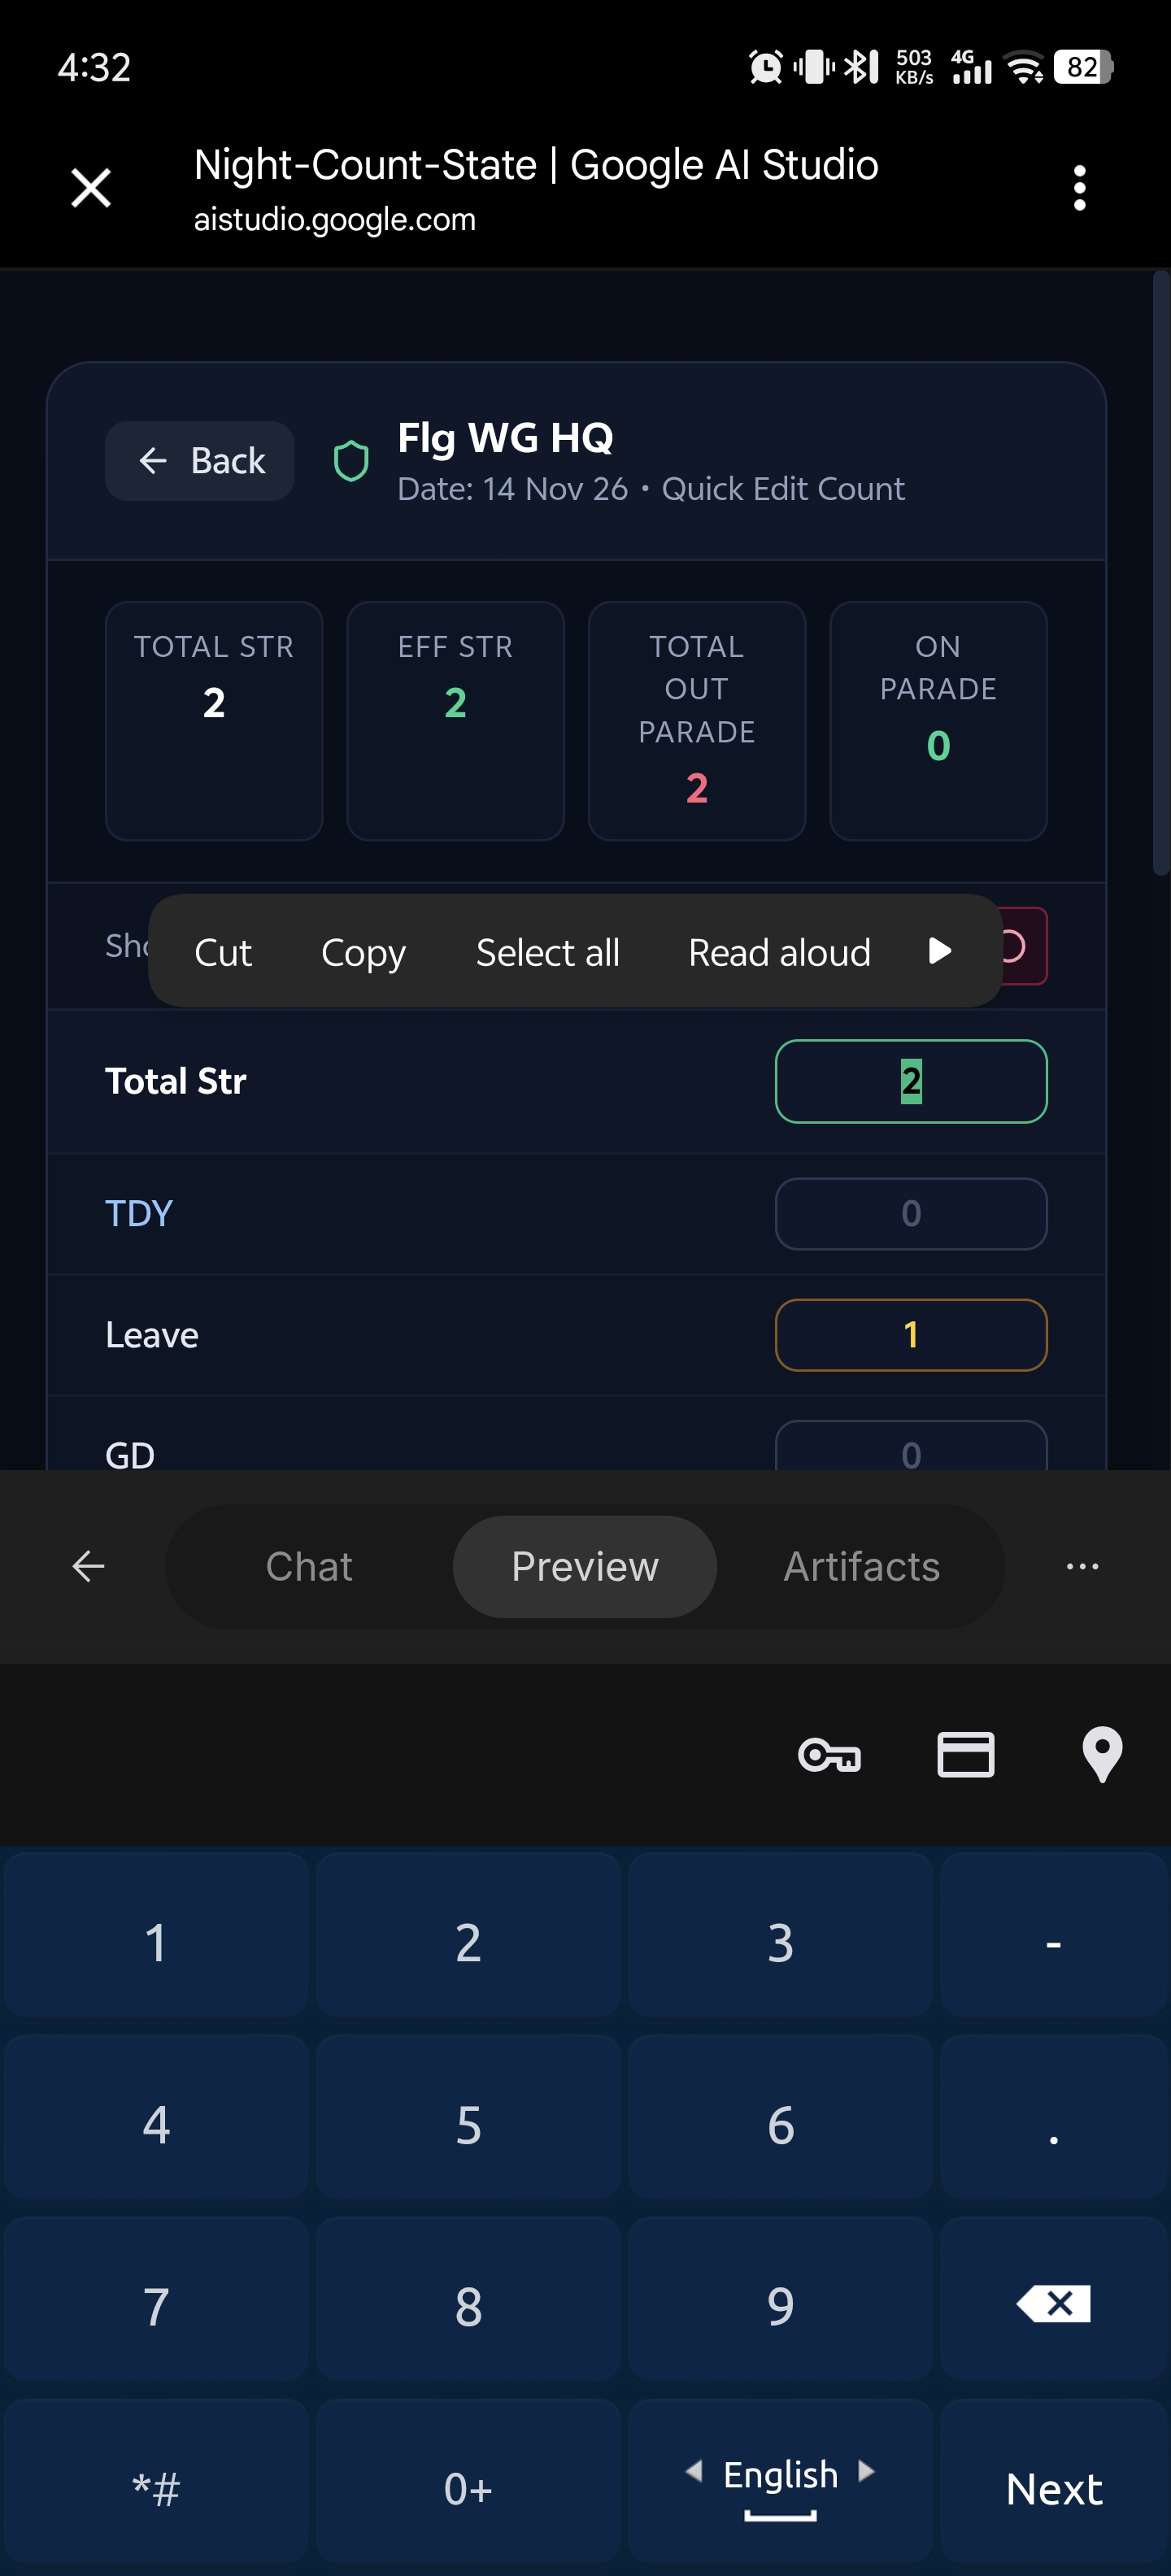 4:32
503 KB/s
4G
82
Night-Count-State | Google AI Studio
aistudio.google.com
Back
Flg WG HQ
Date: 14 Nov 26 • Quick Edit Count
TOTAL STR
2
EFF STR
2
TOTAL
OUT
PARADE
2
ON
PARADE
0
Cut Copy Select all Read aloud
Total Str 2
TDY 0
Leave 1
GD 0
Chat Preview Artifacts
1 2 3 -
4 5 6 .
7 8 9
*# 0+ English Next